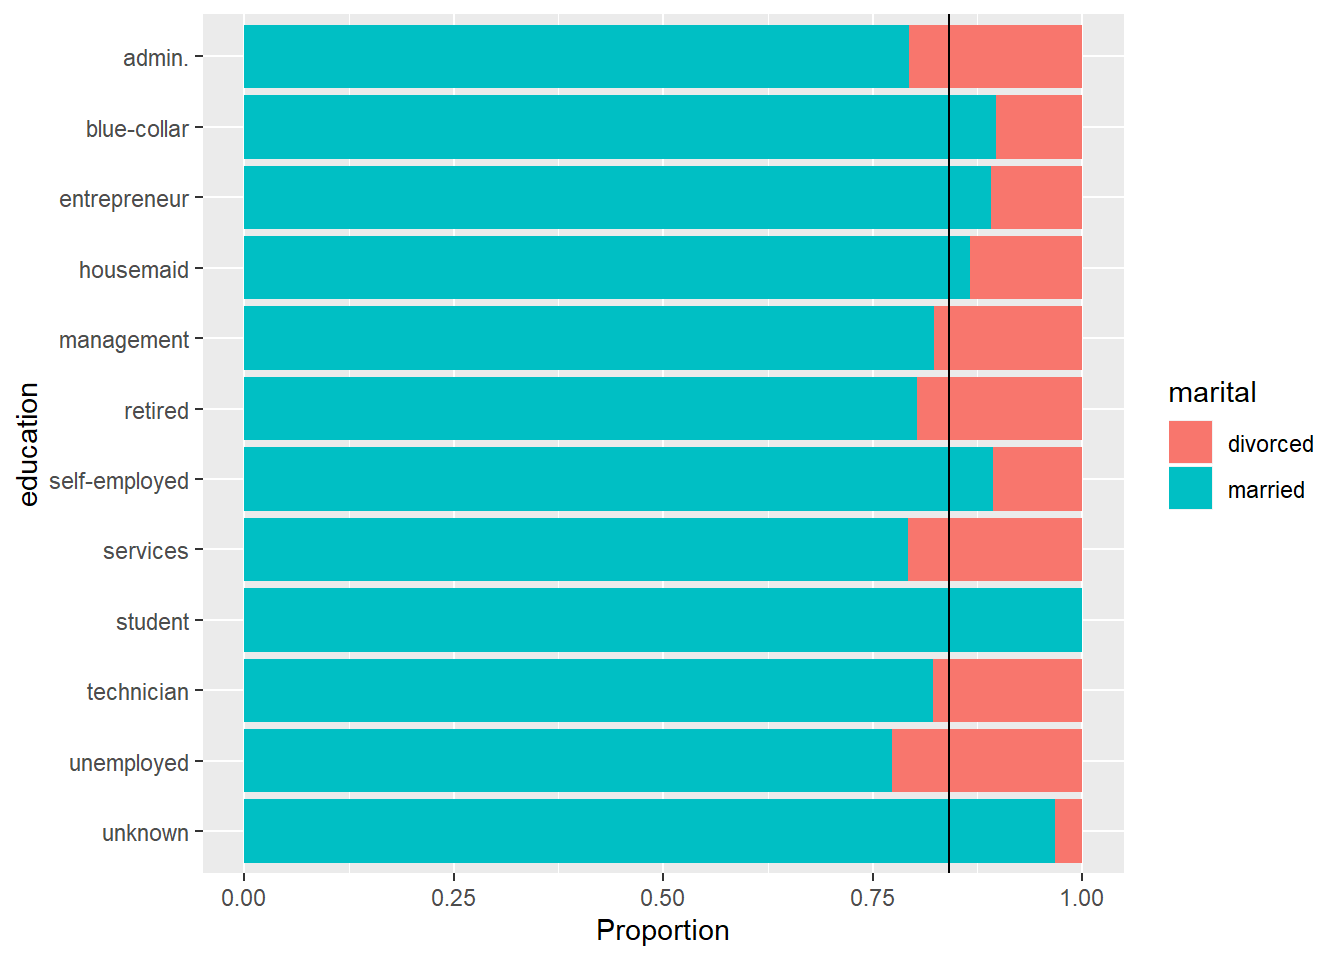 admin.
blue-collar
entrepreneur
housemaid
management
retired
self-employed
services
student
technician
unemployed
unknown
education
0.00 0.25 0.50 0.75 1.00
Proportion
marital
divorced
married